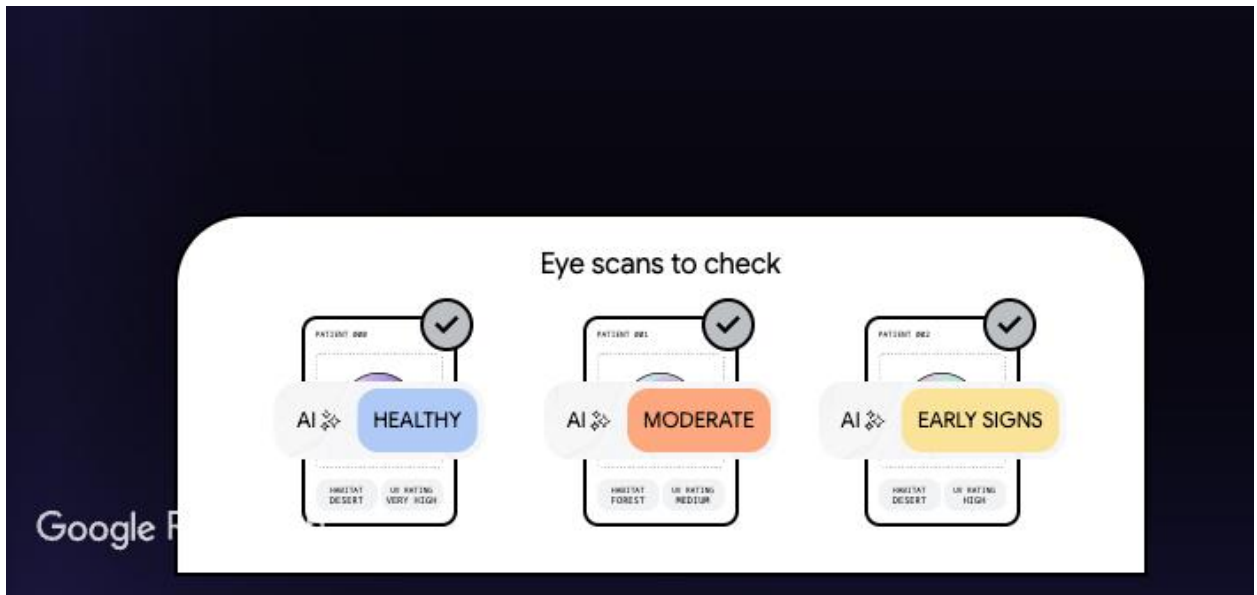 Eye scans to check
PATIENT 000
PATIENT 001
PATIENT 002
AI HEALTHY
AI MODERATE
AI EARLY SIGNS
HABITAT
DESERT
UV RATING
VERY HIGH
HABITAT
FOREST
UV RATING
MEDIUM
HABITAT
DESERT
UV RATING
HIGH
Google